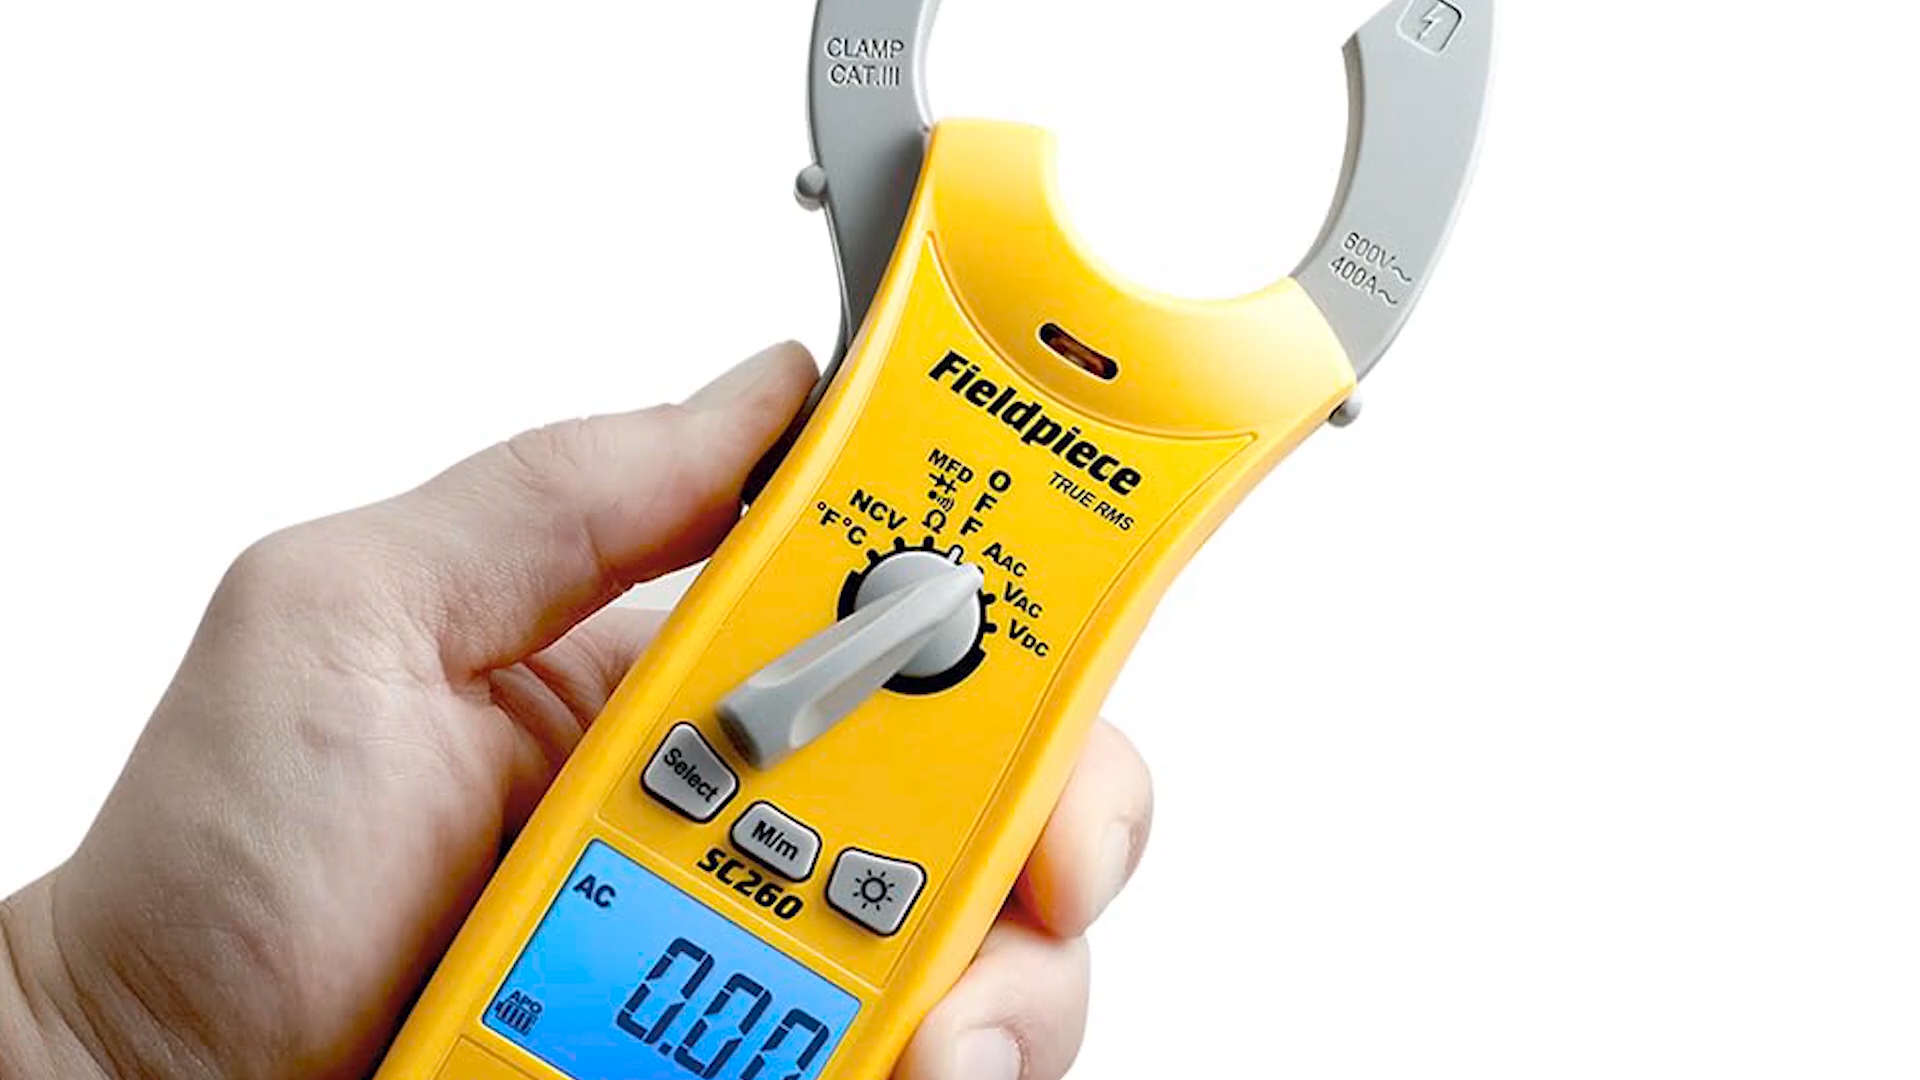 CLAMP
CAT.III
600V~
400A~
Fieldpiece
TRUE RMS
MFD
OFF
NCV
Ω
°F°C
AAC
VAC
VDC
Select
M/m
SC260
AC
0.00
APO